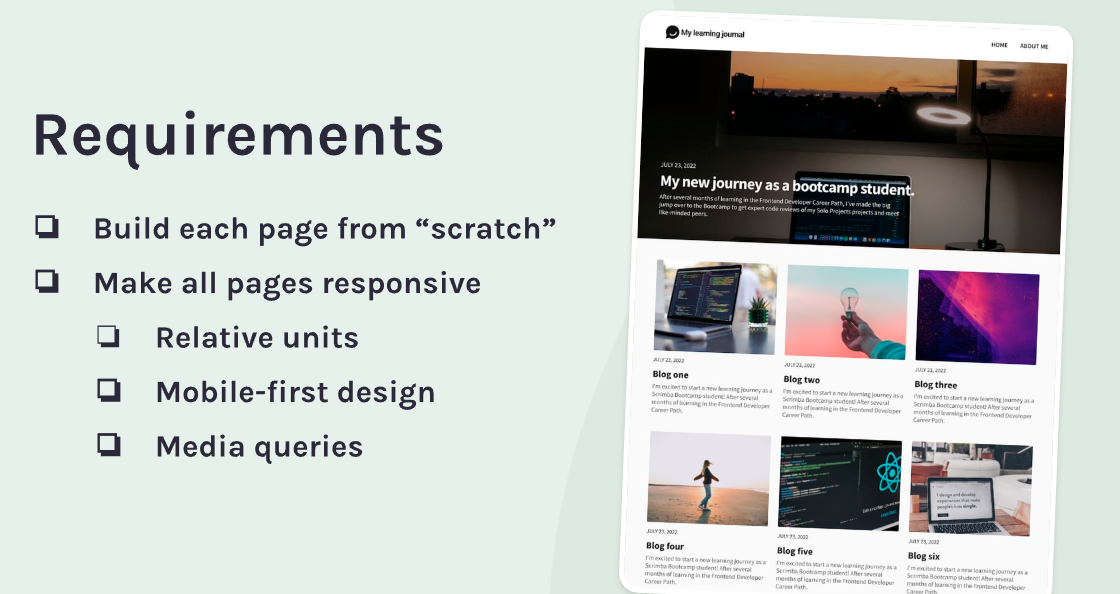 Requirements
Build each page from “scratch”
Make all pages responsive
Relative units
Mobile-first design
Media queries
My learning journal
HOME ABOUT ME
JULY 23, 2022
My new journey as a bootcamp student.
After several months of learning in the Frontend Developer Career Path, I've made the big
jump over to the Bootcamp to get expert code reviews of my Solo Projects projects and meet
like-minded peers.
JULY 23, 2022
Blog one
I'm excited to start a new learning journey as a
Scrimba Bootcamp student! After several
months of learning in the Frontend Developer
Career Path.
JULY 23, 2022
Blog two
I'm excited to start a new learning journey as a
Scrimba Bootcamp student! After several
months of learning in the Frontend Developer
Career Path.
JULY 23, 2022
Blog three
I'm excited to start a new learning journey as a
Scrimba Bootcamp student! After several
months of learning in the Frontend Developer
Career Path.
JULY 23, 2022
Blog four
I'm excited to start a new learning journey as a
Scrimba Bootcamp student! After several
months of learning in the Frontend Developer
Career Path.
JULY 23, 2022
Blog five
I'm excited to start a new learning journey as a
Scrimba Bootcamp student! After several
months of learning in the Frontend Developer
Career Path.
I design and develop
experiences that make
people's lives simple.
JULY 23, 2022
Blog six
I'm excited to start a new learning journey as a
Scrimba Bootcamp student! After several
months of learning in the Frontend Developer
Career Path.